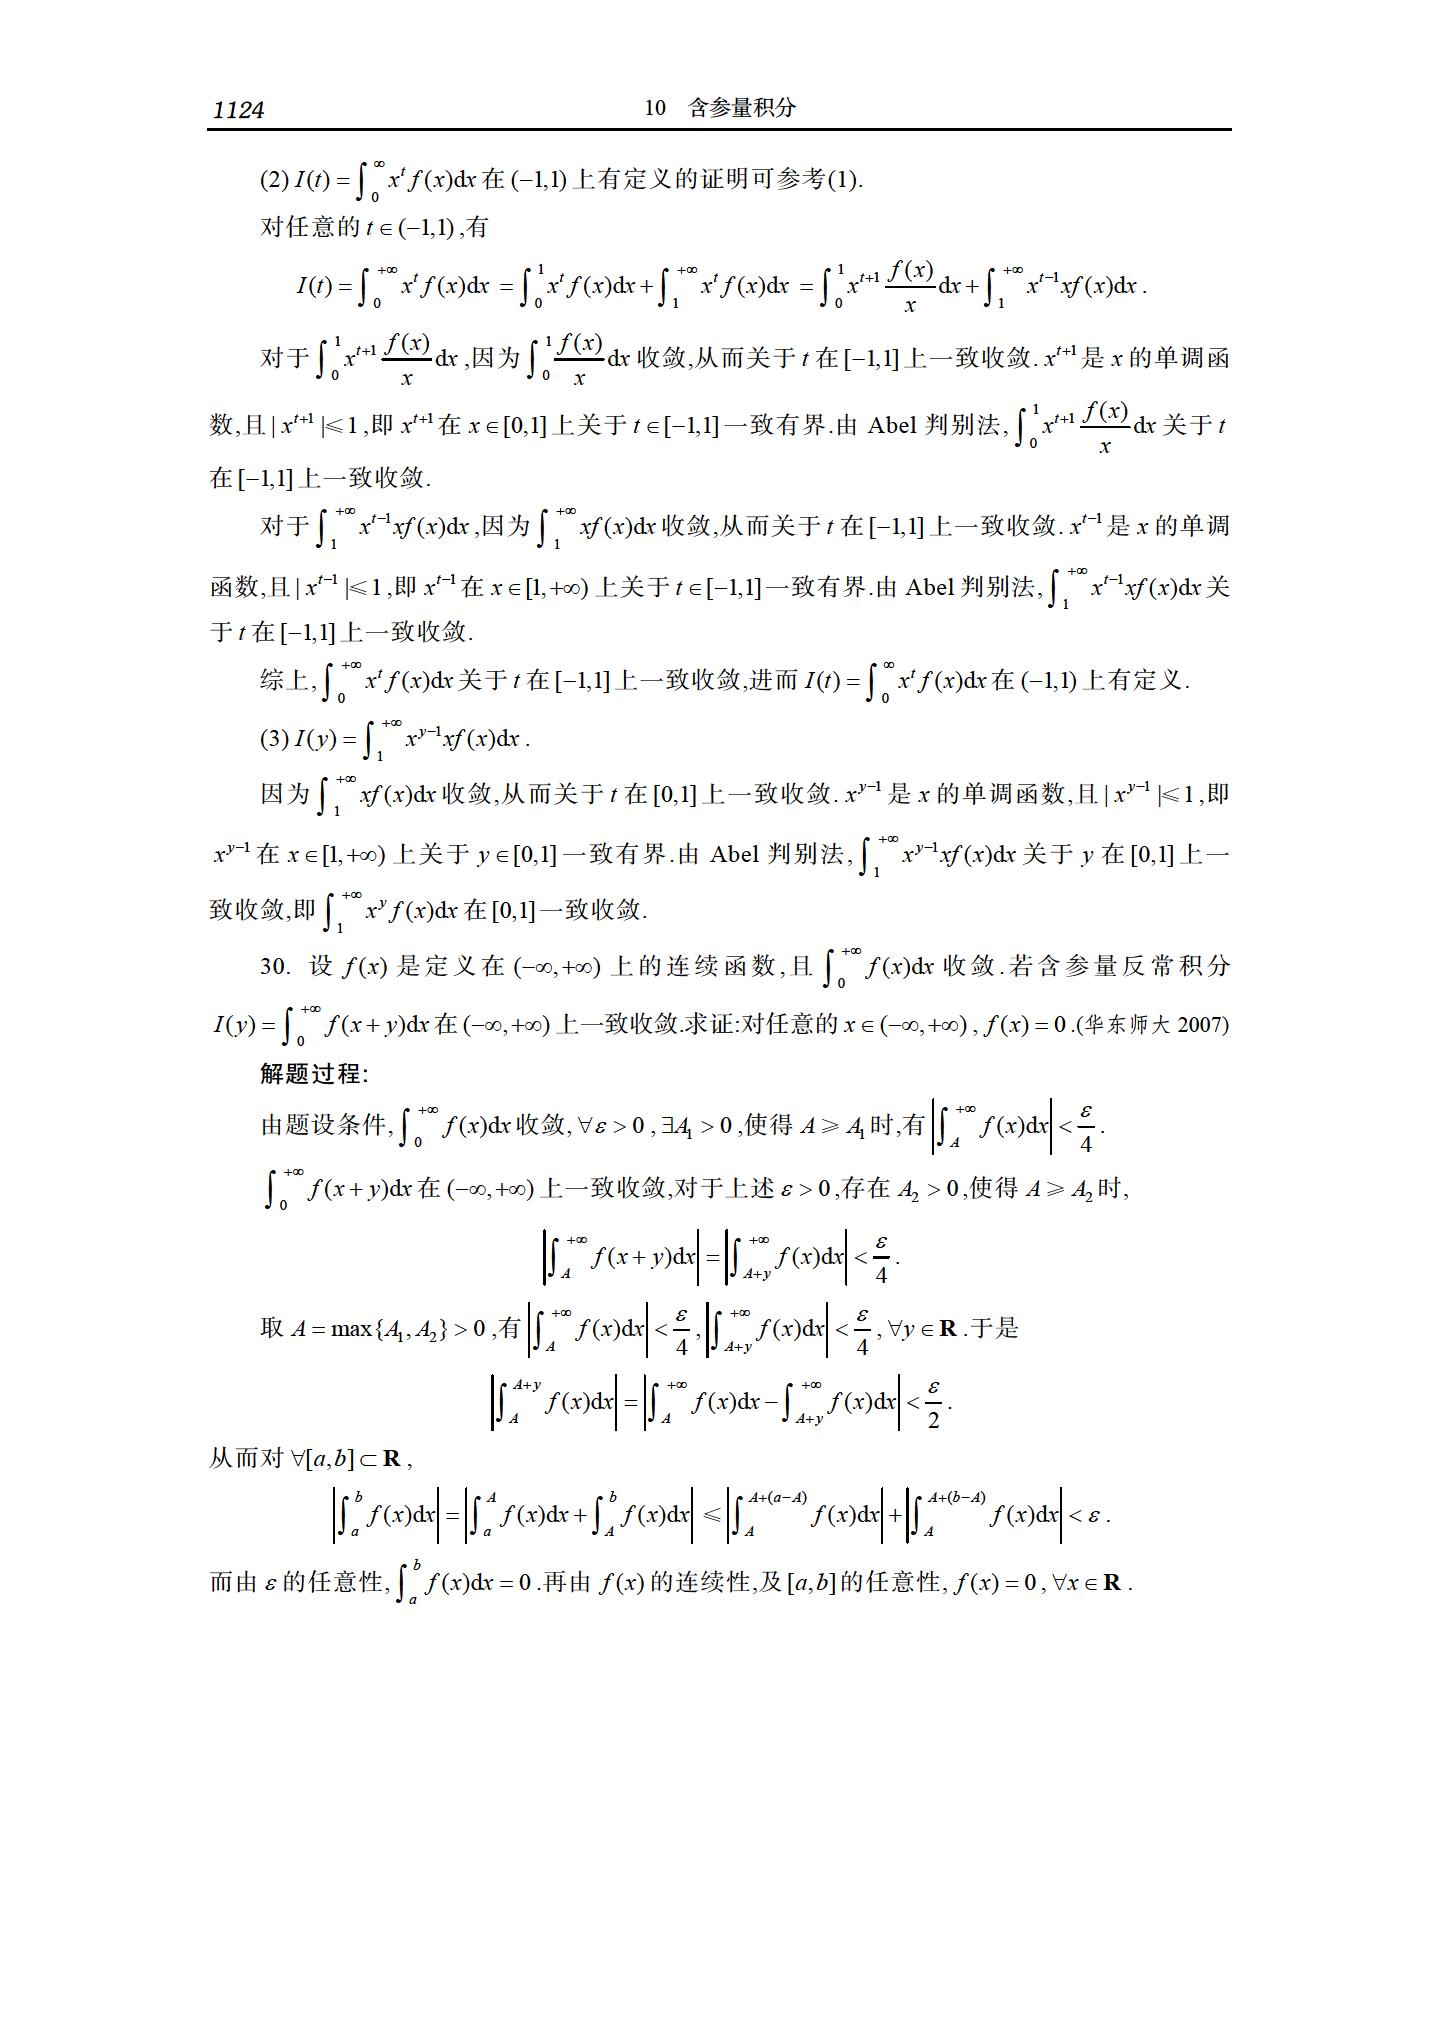 1124 10 含参量积分
(2) $I(t)=\int_0^{\infty}x^t f(x)\mathrm{d}x$ 在 $(-1,1)$ 上有定义的证明可参考(1).
对任意的 $t\in(-1,1)$ ,有
$I(t)=\int_0^{+\infty}x^t f(x)\mathrm{d}x=\int_0^1 x^t f(x)\mathrm{d}x+\int_1^{+\infty}x^t f(x)\mathrm{d}x=\int_0^1 x^{t+1}\frac{f(x)}{x}\mathrm{d}x+\int_1^{+\infty}x^{t-1}xf(x)\mathrm{d}x$ .
对于 $\int_0^1 x^{t+1}\frac{f(x)}{x}\mathrm{d}x$ ,因为 $\int_0^1\frac{f(x)}{x}\mathrm{d}x$ 收敛,从而关于 $t$ 在 $[-1,1]$ 上一致收敛. $x^{t+1}$ 是 $x$ 的单调函
数,且 $|x^{t+1}|\leqslant 1$ ,即 $x^{t+1}$ 在 $x\in[0,1]$ 上关于 $t\in[-1,1]$ 一致有界.由 Abel 判别法, $\int_0^1 x^{t+1}\frac{f(x)}{x}\mathrm{d}x$ 关于 $t$
在 $[-1,1]$ 上一致收敛.
对于 $\int_1^{+\infty}x^{t-1}xf(x)\mathrm{d}x$ ,因为 $\int_1^{+\infty}xf(x)\mathrm{d}x$ 收敛,从而关于 $t$ 在 $[-1,1]$ 上一致收敛. $x^{t-1}$ 是 $x$ 的单调
函数,且 $|x^{t-1}|\leqslant 1$ ,即 $x^{t-1}$ 在 $x\in[1,+\infty)$ 上关于 $t\in[-1,1]$ 一致有界.由 Abel 判别法, $\int_1^{+\infty}x^{t-1}xf(x)\mathrm{d}x$ 关
于 $t$ 在 $[-1,1]$ 上一致收敛.
综上, $\int_0^{+\infty}x^t f(x)\mathrm{d}x$ 关于 $t$ 在 $[-1,1]$ 上一致收敛,进而 $I(t)=\int_0^{\infty}x^t f(x)\mathrm{d}x$ 在 $(-1,1)$ 上有定义.
(3) $I(y)=\int_1^{+\infty}x^{y-1}xf(x)\mathrm{d}x$ .
因为 $\int_1^{+\infty}xf(x)\mathrm{d}x$ 收敛,从而关于 $t$ 在 $[0,1]$ 上一致收敛. $x^{y-1}$ 是 $x$ 的单调函数,且 $|x^{y-1}|\leqslant 1$ ,即
$x^{y-1}$ 在 $x\in[1,+\infty)$ 上关于 $y\in[0,1]$ 一致有界.由 Abel 判别法, $\int_1^{+\infty}x^{y-1}xf(x)\mathrm{d}x$ 关于 $y$ 在 $[0,1]$ 上一
致收敛,即 $\int_1^{+\infty}x^y f(x)\mathrm{d}x$ 在 $[0,1]$ 一致收敛.
30. 设 $f(x)$ 是定义在 $(-\infty,+\infty)$ 上的连续函数,且 $\int_0^{+\infty}f(x)\mathrm{d}x$ 收敛.若含参量反常积分
$I(y)=\int_0^{+\infty}f(x+y)\mathrm{d}x$ 在 $(-\infty,+\infty)$ 上一致收敛.求证:对任意的 $x\in(-\infty,+\infty)$ , $f(x)=0$ .(华东师大 2007)
解题过程:
由题设条件, $\int_0^{+\infty}f(x)\mathrm{d}x$ 收敛, $\forall\varepsilon>0$ , $\exists A_1>0$ ,使得 $A\geqslant A_1$ 时,有 $\left|\int_A^{+\infty}f(x)\mathrm{d}x\right|<\frac{\varepsilon}{4}$ .
$\int_0^{+\infty}f(x+y)\mathrm{d}x$ 在 $(-\infty,+\infty)$ 上一致收敛,对于上述 $\varepsilon>0$ ,存在 $A_2>0$ ,使得 $A\geqslant A_2$ 时,
$\left|\int_A^{+\infty}f(x+y)\mathrm{d}x\right|=\left|\int_{A+y}^{+\infty}f(x)\mathrm{d}x\right|<\frac{\varepsilon}{4}$ .
取 $A=\max\{A_1,A_2\}>0$ ,有 $\left|\int_A^{+\infty}f(x)\mathrm{d}x\right|<\frac{\varepsilon}{4}$ , $\left|\int_{A+y}^{+\infty}f(x)\mathrm{d}x\right|<\frac{\varepsilon}{4}$ , $\forall y\in\mathbf{R}$ .于是
$\left|\int_A^{A+y}f(x)\mathrm{d}x\right|=\left|\int_A^{+\infty}f(x)\mathrm{d}x-\int_{A+y}^{+\infty}f(x)\mathrm{d}x\right|<\frac{\varepsilon}{2}$ .
从而对 $\forall[a,b]\subset\mathbf{R}$ ,
$\left|\int_a^b f(x)\mathrm{d}x\right|=\left|\int_a^A f(x)\mathrm{d}x+\int_A^b f(x)\mathrm{d}x\right|\leqslant\left|\int_A^{A+(a-A)}f(x)\mathrm{d}x\right|+\left|\int_A^{A+(b-A)}f(x)\mathrm{d}x\right|<\varepsilon$ .
而由 $\varepsilon$ 的任意性, $\int_a^b f(x)\mathrm{d}x=0$ .再由 $f(x)$ 的连续性,及 $[a,b]$ 的任意性, $f(x)=0$ , $\forall x\in\mathbf{R}$ .